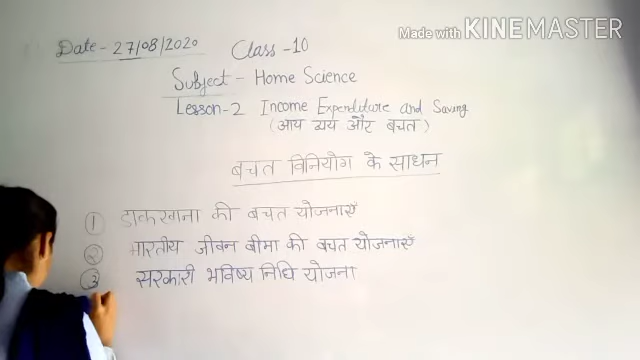 Made with KINEMASTER
Date - 27/08/2020 Class - 10
Subject - Home Science
Lesson-2 Income Expenditure and Saving
(आय व्यय और बचत)
बचत विनियोग के साधन
① डाकखाना की बचत योजनाएँ
② भारतीय जीवन बीमा की बचत योजनाएँ
③ सरकारी भविष्य निधि योजना